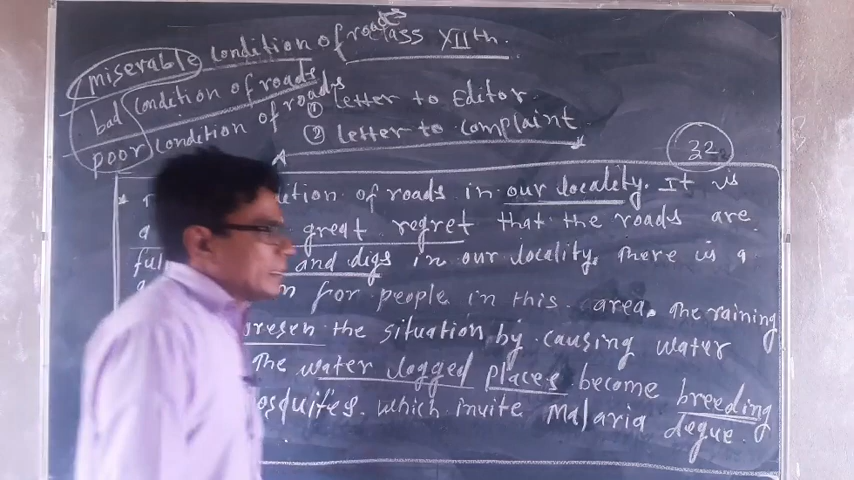 miserable condition of roads class XIIth.
bad condition of roads
① letter to Editor.
poor condition of roads
② letter to complaint
32
ition of roads in our locality. It is
a great regret that the roads are
ful and digs in our locality. There is a
n for people in this area. The raining
resen the situation by causing water
The water logged places become breeding
osquites. which invite Malaria degue.